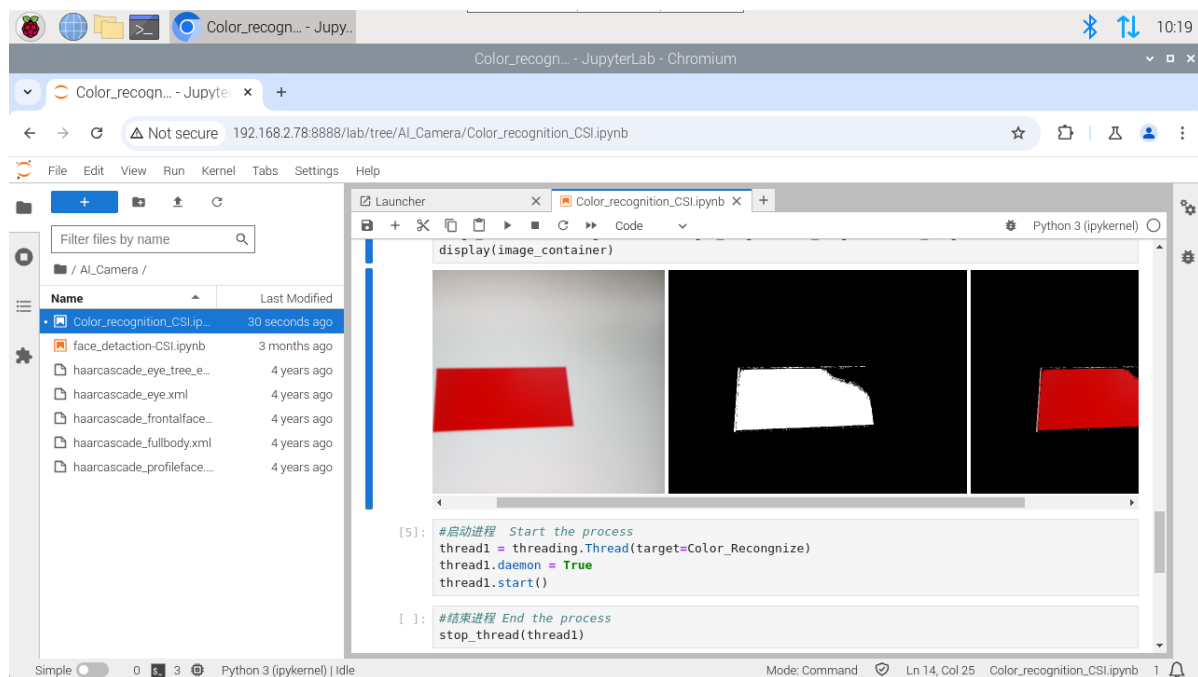 Color_recogn... - Jupy..
10:19
Color_recogn... - JupyterLab - Chromium
Color_recogn... - Jupyter
Not secure 192.168.2.78:8888/lab/tree/AI_Camera/Color_recognition_CSI.ipynb
File Edit View Run Kernel Tabs Settings Help
Launcher
Color_recognition_CSI.ipynb
Filter files by name
Code
Python 3 (ipykernel)
/ AI_Camera /
Name Last Modified
Color_recognition_CSI.ip... 30 seconds ago
face_detaction-CSI.ipynb 3 months ago
haarcascade_eye_tree_e... 4 years ago
haarcascade_eye.xml 4 years ago
haarcascade_frontalface... 4 years ago
haarcascade_fullbody.xml 4 years ago
haarcascade_profileface.... 4 years ago
display(image_container)
[5]: #启动进程 Start the process
thread1 = threading.Thread(target=Color_Recongnize)
thread1.daemon = True
thread1.start()
[ ]: #结束进程 End the process
stop_thread(thread1)
Simple 0 3 Python 3 (ipykernel) | Idle
Mode: Command Ln 14, Col 25 Color_recognition_CSI.ipynb 1